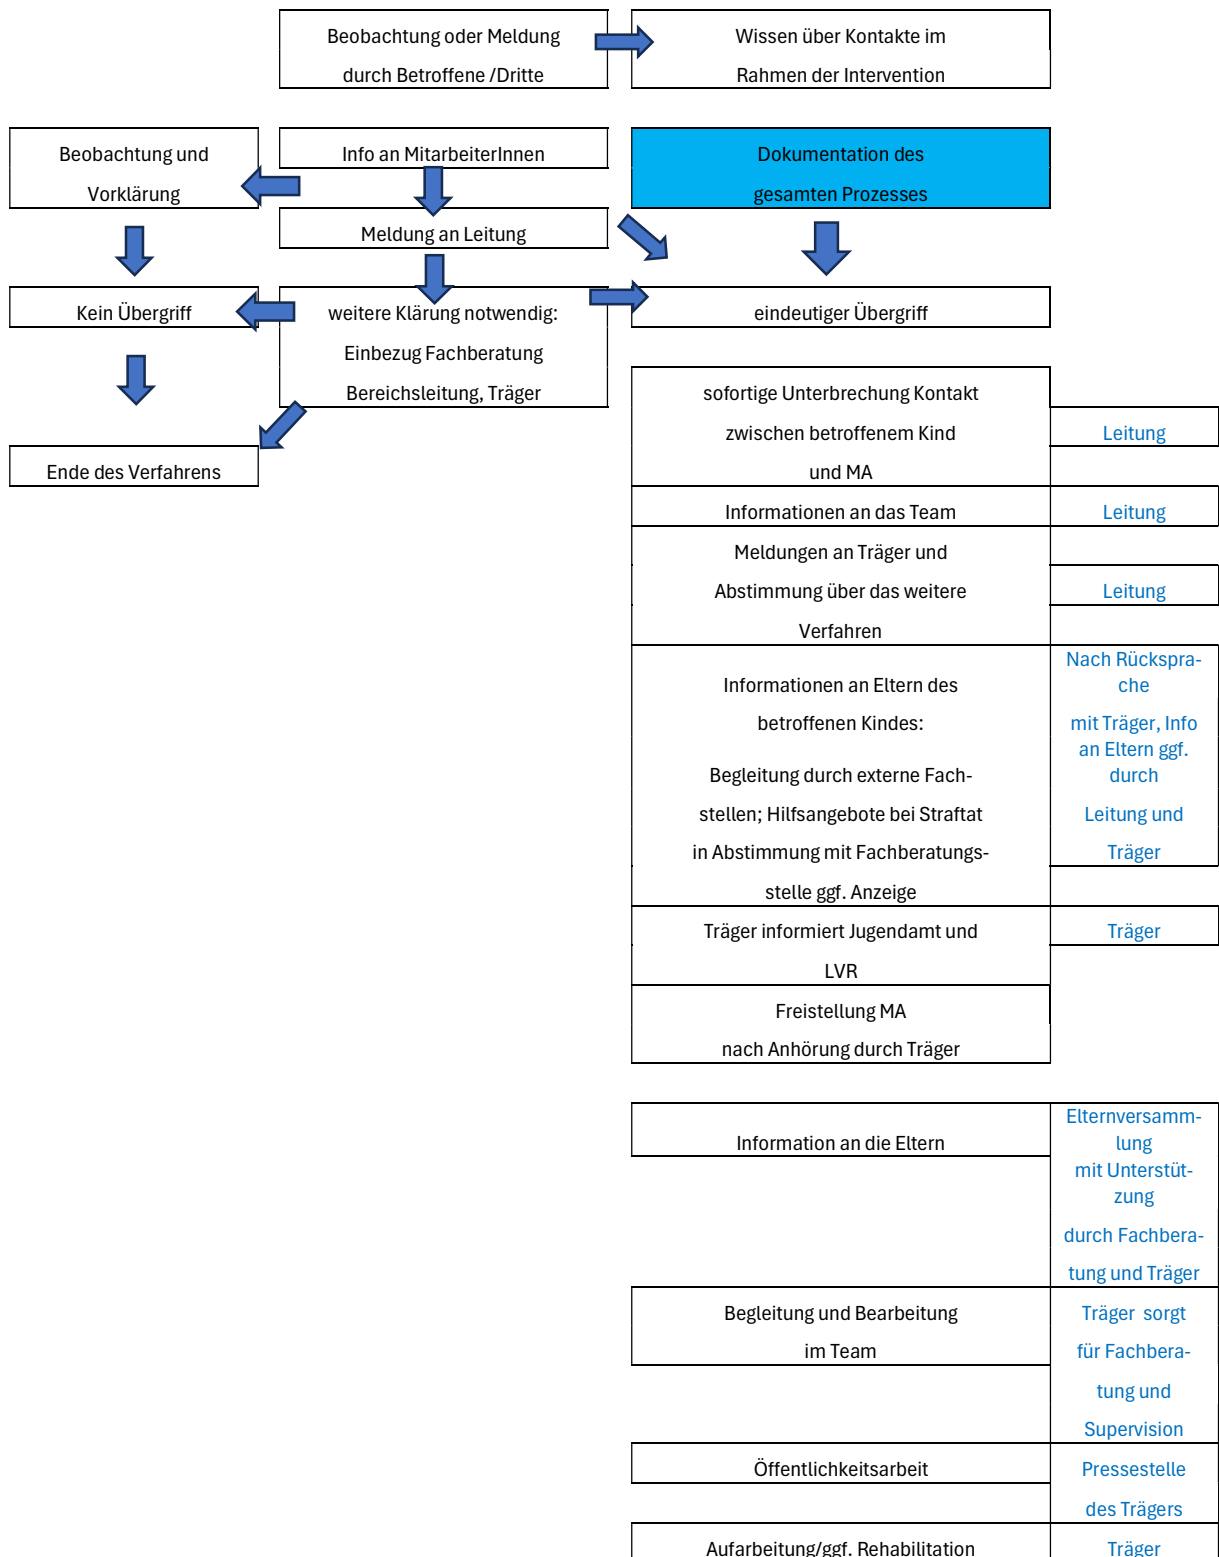 Beobachtung oder Meldung
durch Betroffene /Dritte
Wissen über Kontakte im
Rahmen der Intervention
Beobachtung und
Vorklärung
Info an MitarbeiterInnen
Dokumentation des
gesamten Prozesses
Meldung an Leitung
Kein Übergriff
weitere Klärung notwendig:
Einbezug Fachberatung
Bereichsleitung, Träger
eindeutiger Übergriff
Ende des Verfahrens
sofortige Unterbrechung Kontakt
zwischen betroffenem Kind
und MA
Leitung
Informationen an das Team
Leitung
Meldungen an Träger und
Abstimmung über das weitere
Verfahren
Leitung
Informationen an Eltern des
betroffenen Kindes:
Begleitung durch externe Fach-
stellen; Hilfsangebote bei Straftat
in Abstimmung mit Fachberatungs-
stelle ggf. Anzeige
Nach Rückspra-
che
mit Träger, Info
an Eltern ggf.
durch
Leitung und
Träger
Träger informiert Jugendamt und
LVR
Träger
Freistellung MA
nach Anhörung durch Träger
Information an die Eltern
Elternversamm-
lung
mit Unterstüt-
zung
durch Fachbera-
tung und Träger
Begleitung und Bearbeitung
im Team
Träger  sorgt
für Fachbera-
tung und
Supervision
Öffentlichkeitsarbeit
Pressestelle
des Trägers
Aufarbeitung/ggf. Rehabilitation
Träger